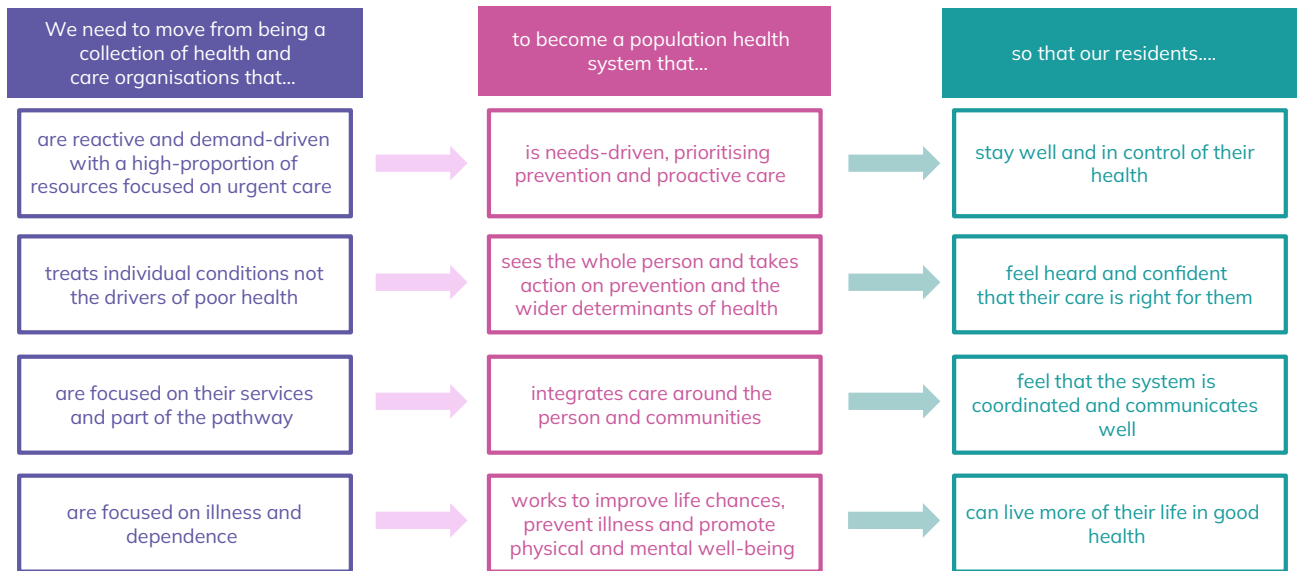 We need to move from being a
collection of health and
care organisations that...
to become a population health
system that...
so that our residents....
are reactive and demand-driven
with a high-proportion of
resources focused on urgent care
is needs-driven, prioritising
prevention and proactive care
stay well and in control of their
health
treats individual conditions not
the drivers of poor health
sees the whole person and takes
action on prevention and the
wider determinants of health
feel heard and confident
that their care is right for them
are focused on their services
and part of the pathway
integrates care around the
person and communities
feel that the system is
coordinated and communicates
well
are focused on illness and
dependence
works to improve life chances,
prevent illness and promote
physical and mental well-being
can live more of their life in good
health